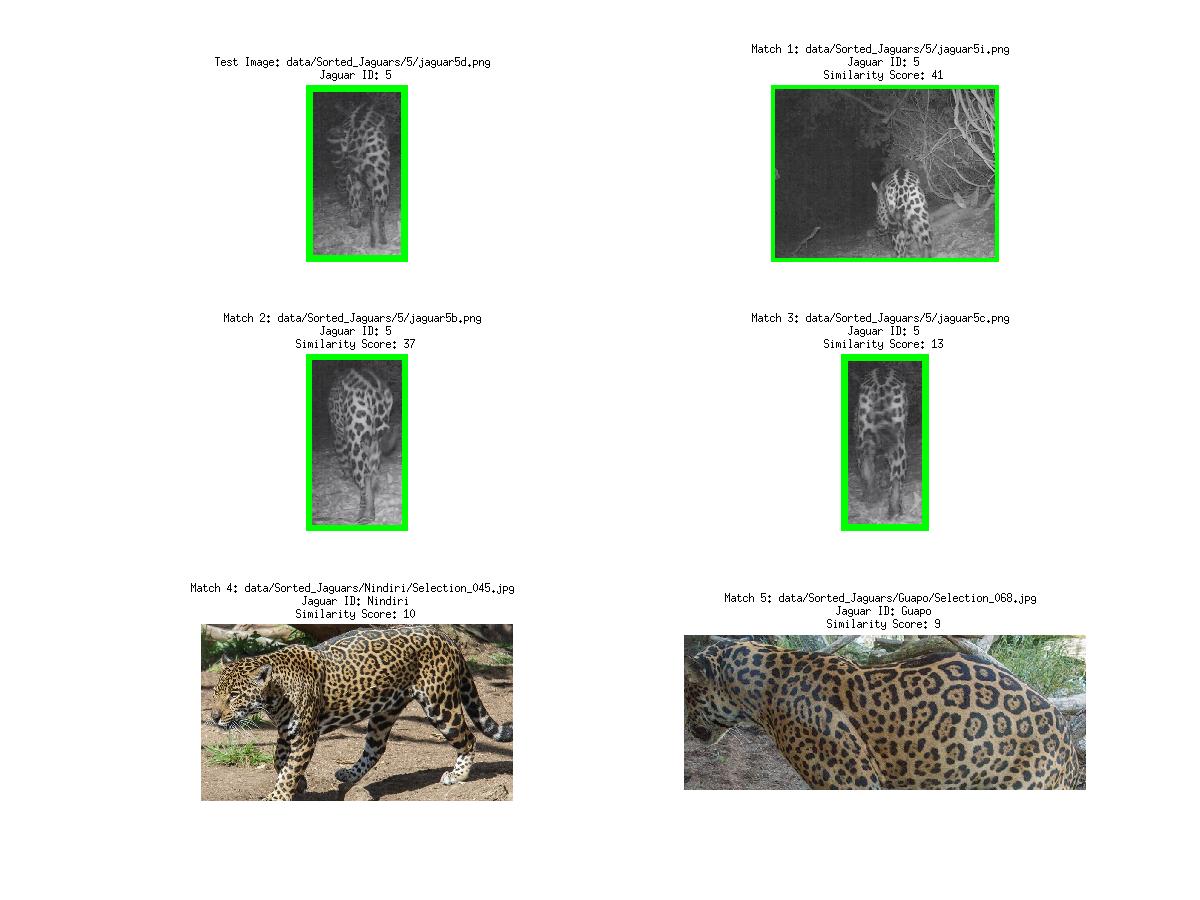 Test Image: data/Sorted_Jaguars/5/jaguar5d.png
Jaguar ID: 5
Match 1: data/Sorted_Jaguars/5/jaguar5i.png
Jaguar ID: 5
Similarity Score: 41
Match 2: data/Sorted_Jaguars/5/jaguar5b.png
Jaguar ID: 5
Similarity Score: 37
Match 3: data/Sorted_Jaguars/5/jaguar5c.png
Jaguar ID: 5
Similarity Score: 13
Match 4: data/Sorted_Jaguars/Nindiri/Selection_045.jpg
Jaguar ID: Nindiri
Similarity Score: 10
Match 5: data/Sorted_Jaguars/Guapo/Selection_068.jpg
Jaguar ID: Guapo
Similarity Score: 9